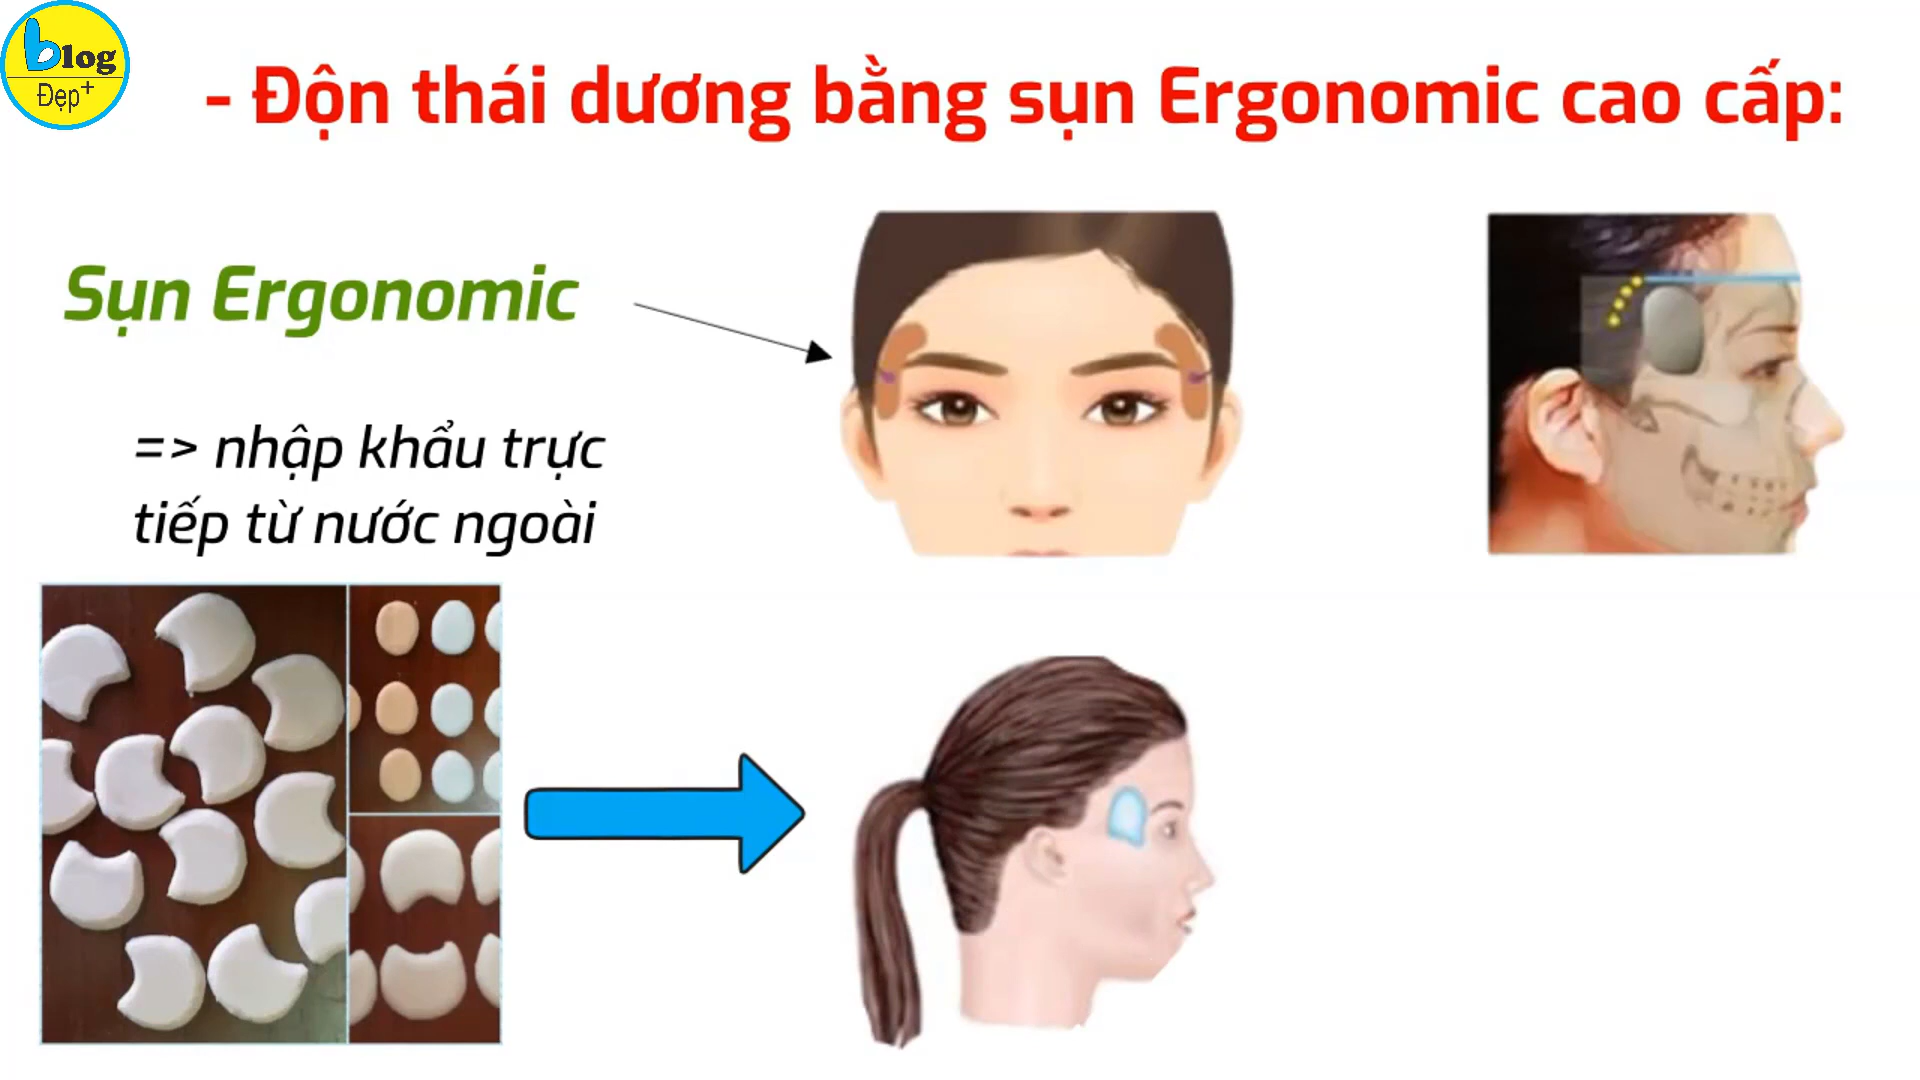 blog
Đẹp+
- Độn thái dương bằng sụn Ergonomic cao cấp:
Sụn Ergonomic
=> nhập khẩu trực
tiếp từ nước ngoài